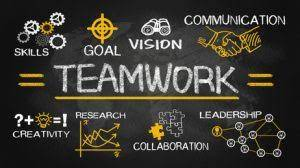 COMMUNICATION
SKILLS
GOAL
VISION
= TEAMWORK =
?+ =!
CREATIVITY
RESEARCH
COLLABORATION
LEADERSHIP